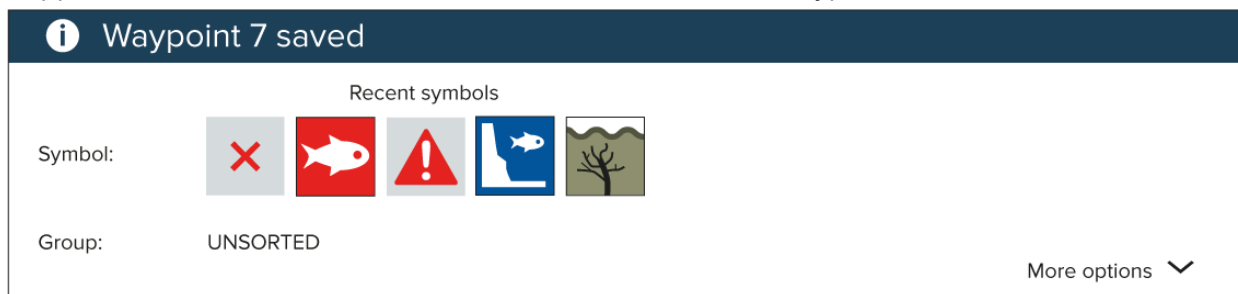 Waypoint 7 saved
Recent symbols
Symbol:
Group: UNSORTED
More options